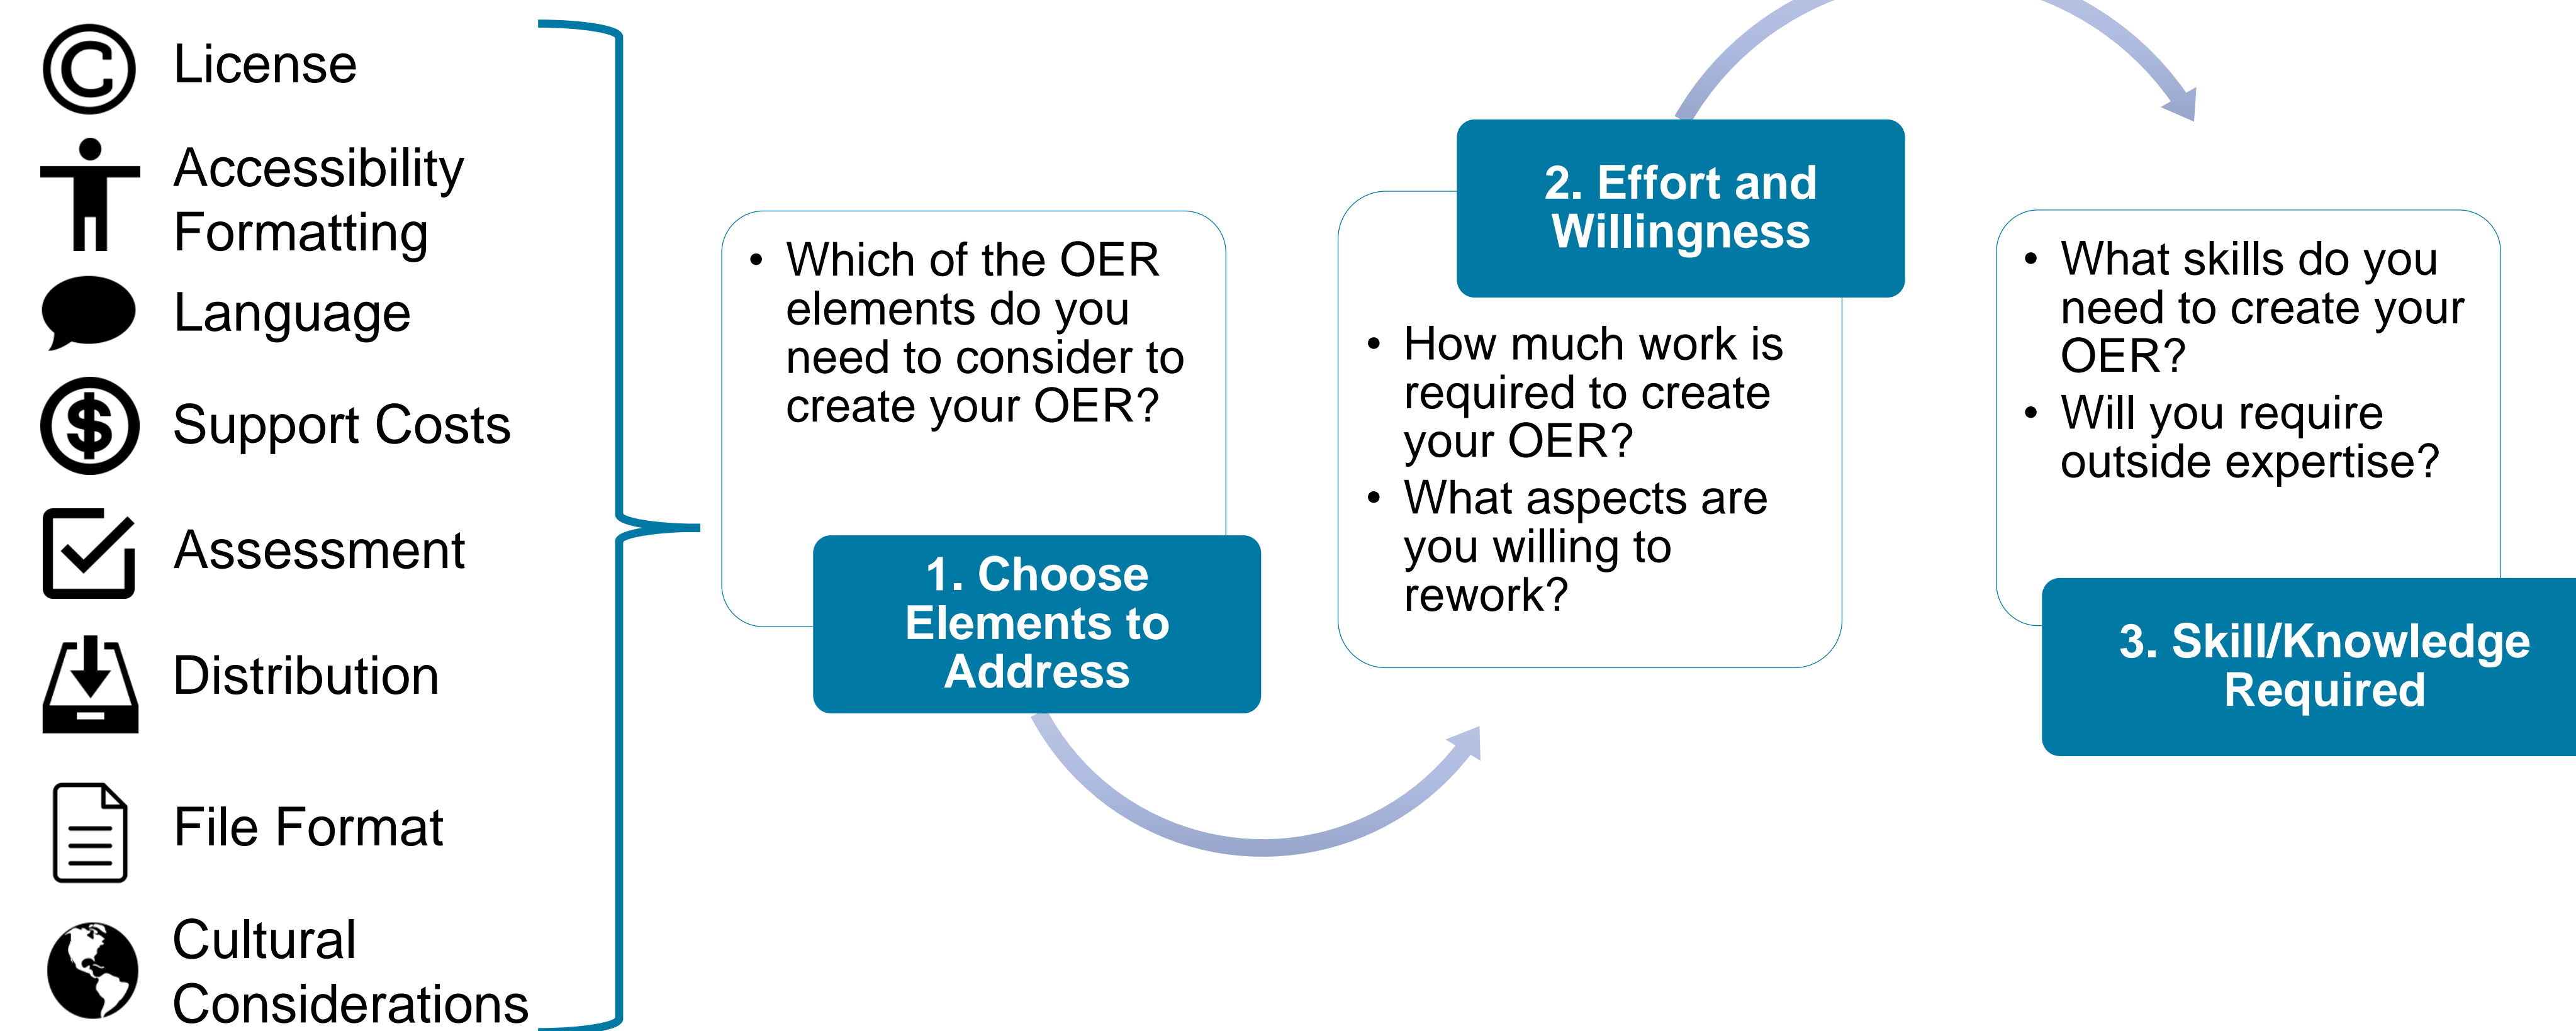 License
Accessibility
Formatting
Language
Support Costs
Assessment
Distribution
File Format
Cultural
Considerations
• Which of the OER
elements do you
need to consider to
create your OER?
1. Choose
Elements to
Address
2. Effort and
Willingness
• How much work is
required to create
your OER?
• What aspects are
you willing to
rework?
• What skills do you
need to create your
OER?
• Will you require
outside expertise?
3. Skill/Knowledge
Required